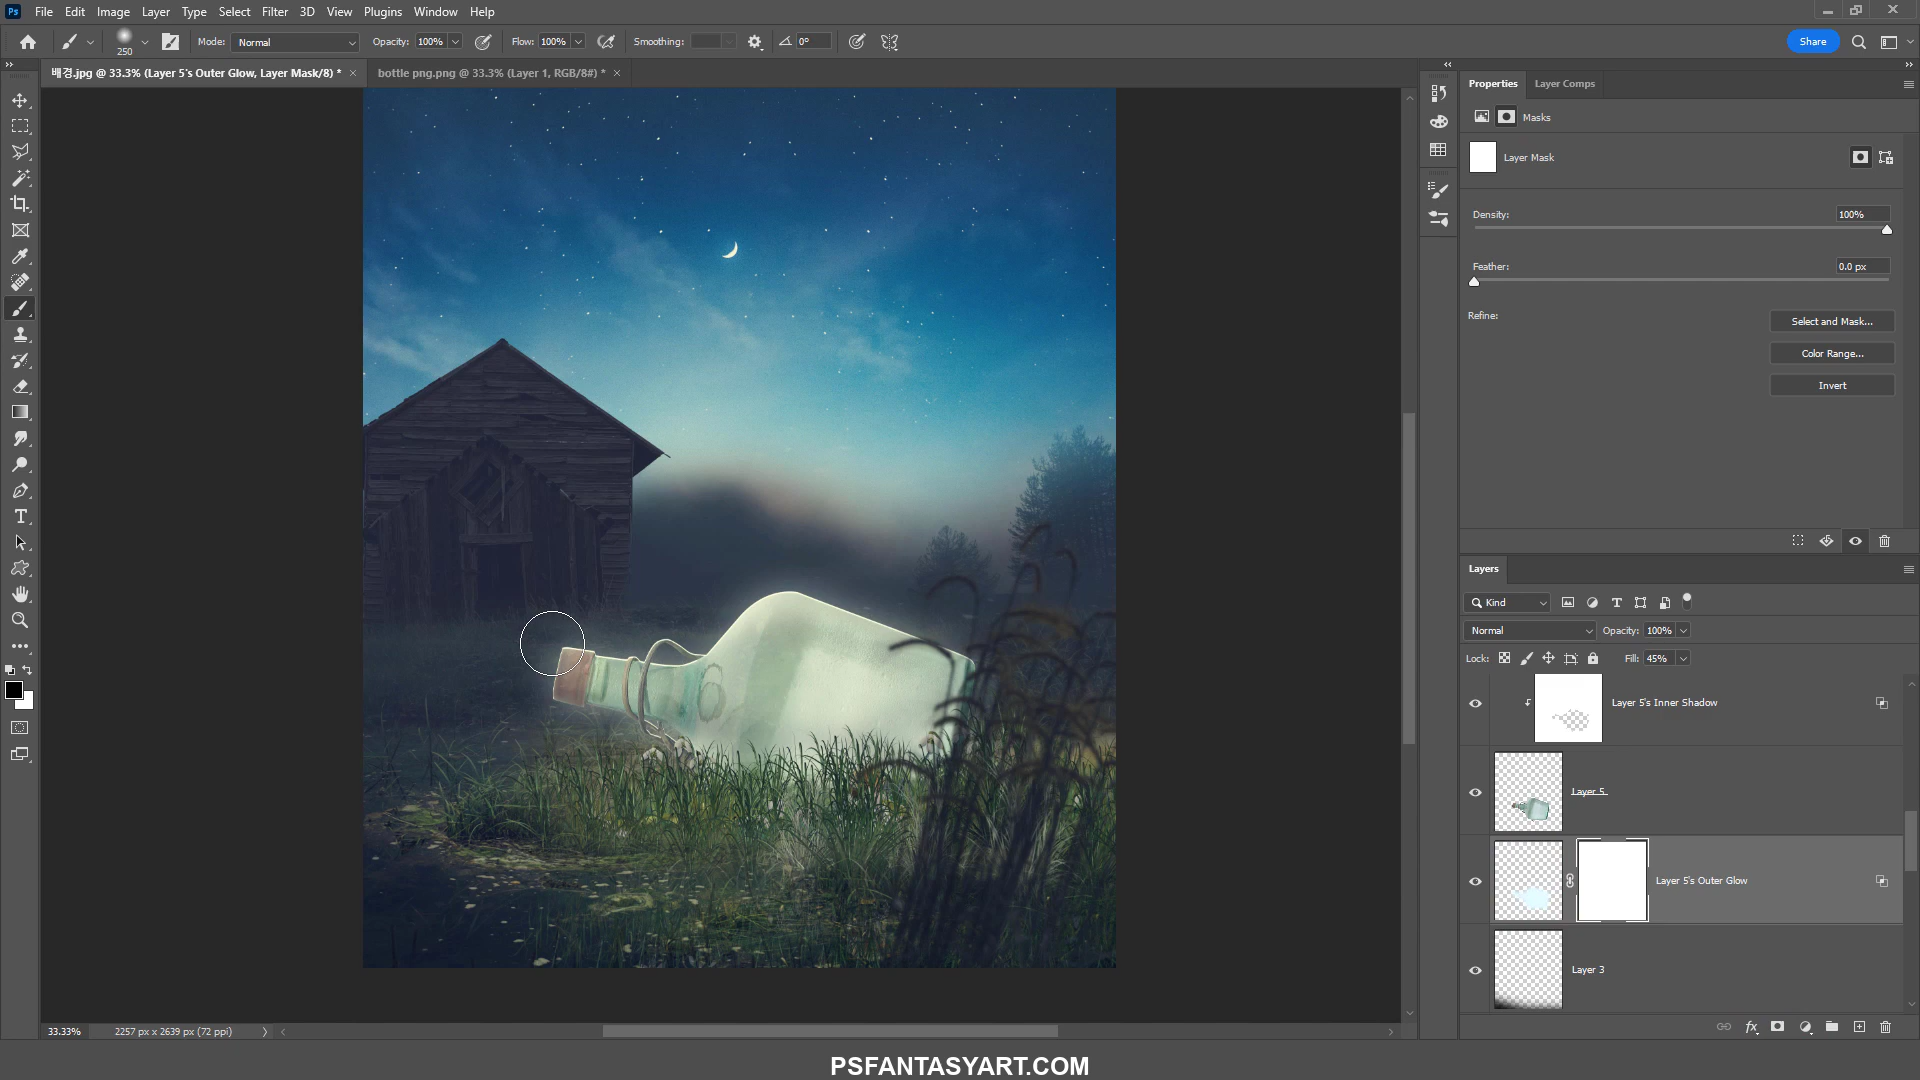 Ps File Edit Image Layer Type Select Filter 3D View Plugins Window Help
250 Mode: Normal Opacity: 100% Flow: 100% Smoothing: 0° Share
배경.jpg @ 33.3% (Layer 5's Outer Glow, Layer Mask/8) *
bottle png.png @ 33.3% (Layer 1, RGB/8#) *
Properties Layer Comps
Masks
Layer Mask
Density: 100%
Feather: 0.0 px
Refine:
Select and Mask...
Color Range...
Invert
Layers
Kind
Normal Opacity: 100%
Lock: Fill: 45%
Layer 5's Inner Shadow
Layer 5
Layer 5's Outer Glow
Layer 3
33.33% 2257 px x 2639 px (72 ppi)
PSFANTASYART.COM